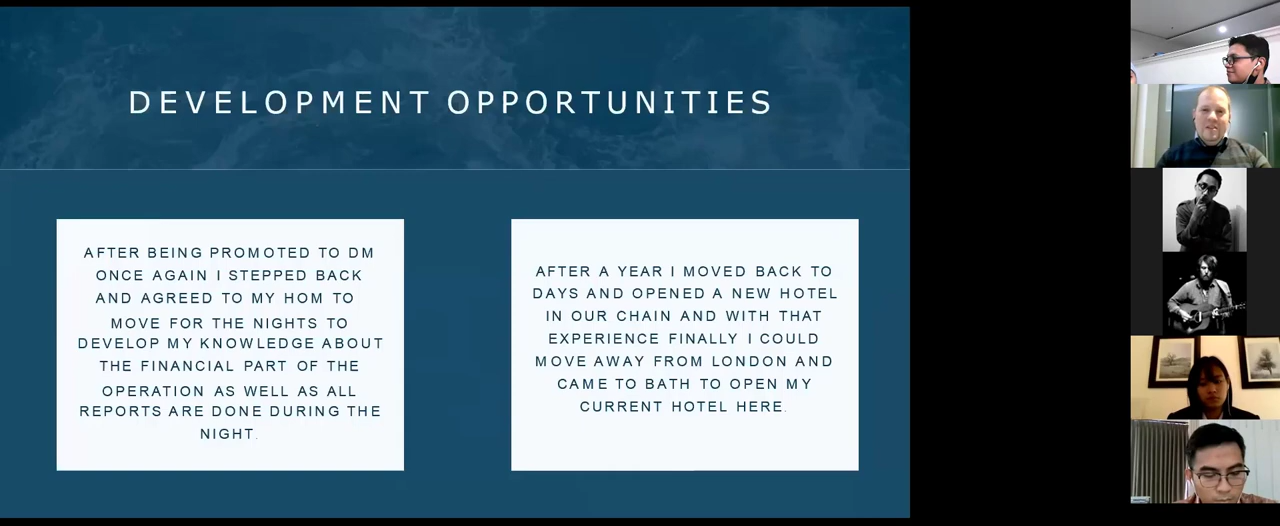 DEVELOPMENT OPPORTUNITIES
AFTER BEING PROMOTED TO DM
ONCE AGAIN I STEPPED BACK
AND AGREED TO MY HOM TO
MOVE FOR THE NIGHTS TO
DEVELOP MY KNOWLEDGE ABOUT
THE FINANCIAL PART OF THE
OPERATION AS WELL AS ALL
REPORTS ARE DONE DURING THE
NIGHT.
AFTER A YEAR I MOVED BACK TO
DAYS AND OPENED A NEW HOTEL
IN OUR CHAIN AND WITH THAT
EXPERIENCE FINALLY I COULD
MOVE AWAY FROM LONDON AND
CAME TO BATH TO OPEN MY
CURRENT HOTEL HERE.